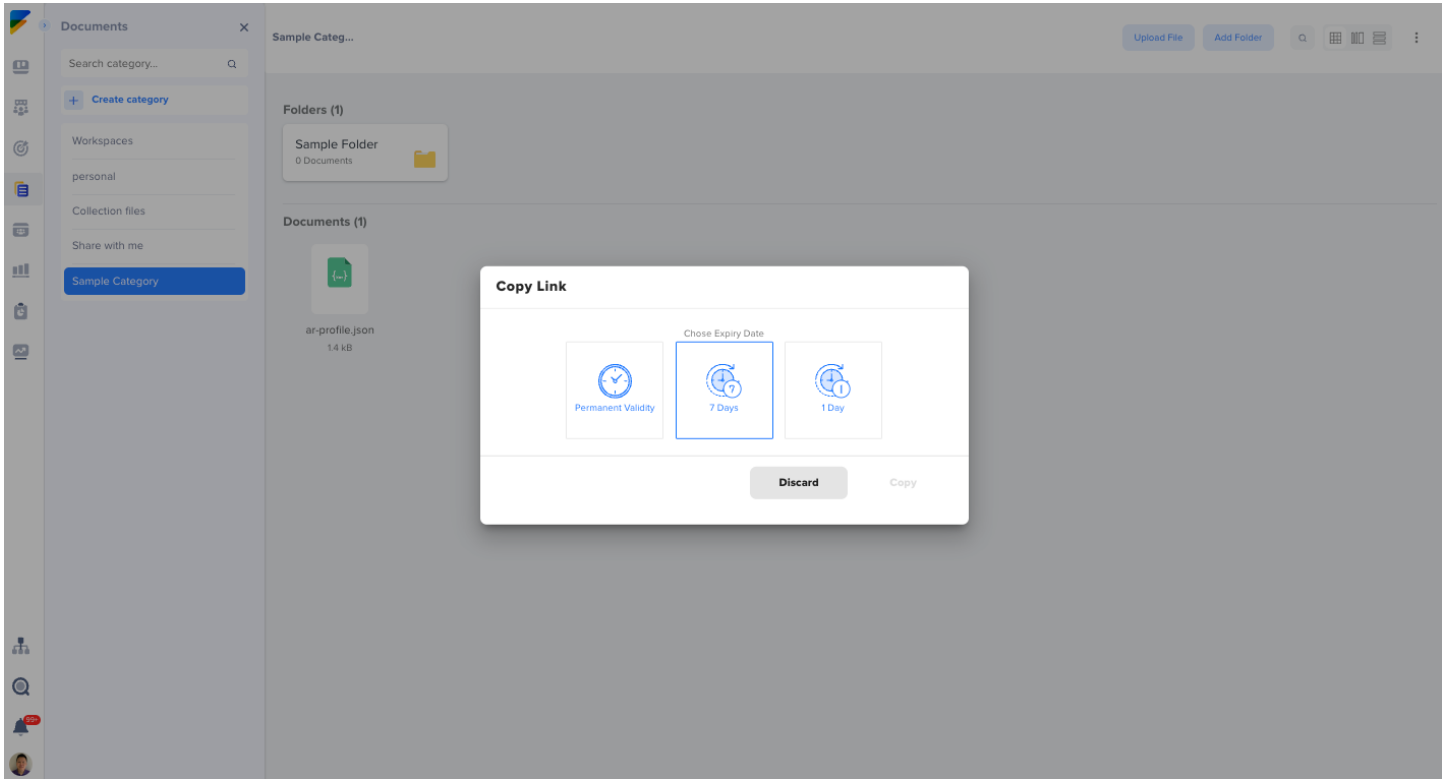 Documents
Search category...
Create category
Workspaces
personal
Collection files
Share with me
Sample Category
99+
Sample Categ...
Upload File
Add Folder
Folders (1)
Sample Folder
0 Documents
Documents (1)
{...}
ar-profile.json
1.4 kB
Copy Link
Chose Expiry Date
Permanent Validity
7
7 Days
1
1 Day
Discard
Copy